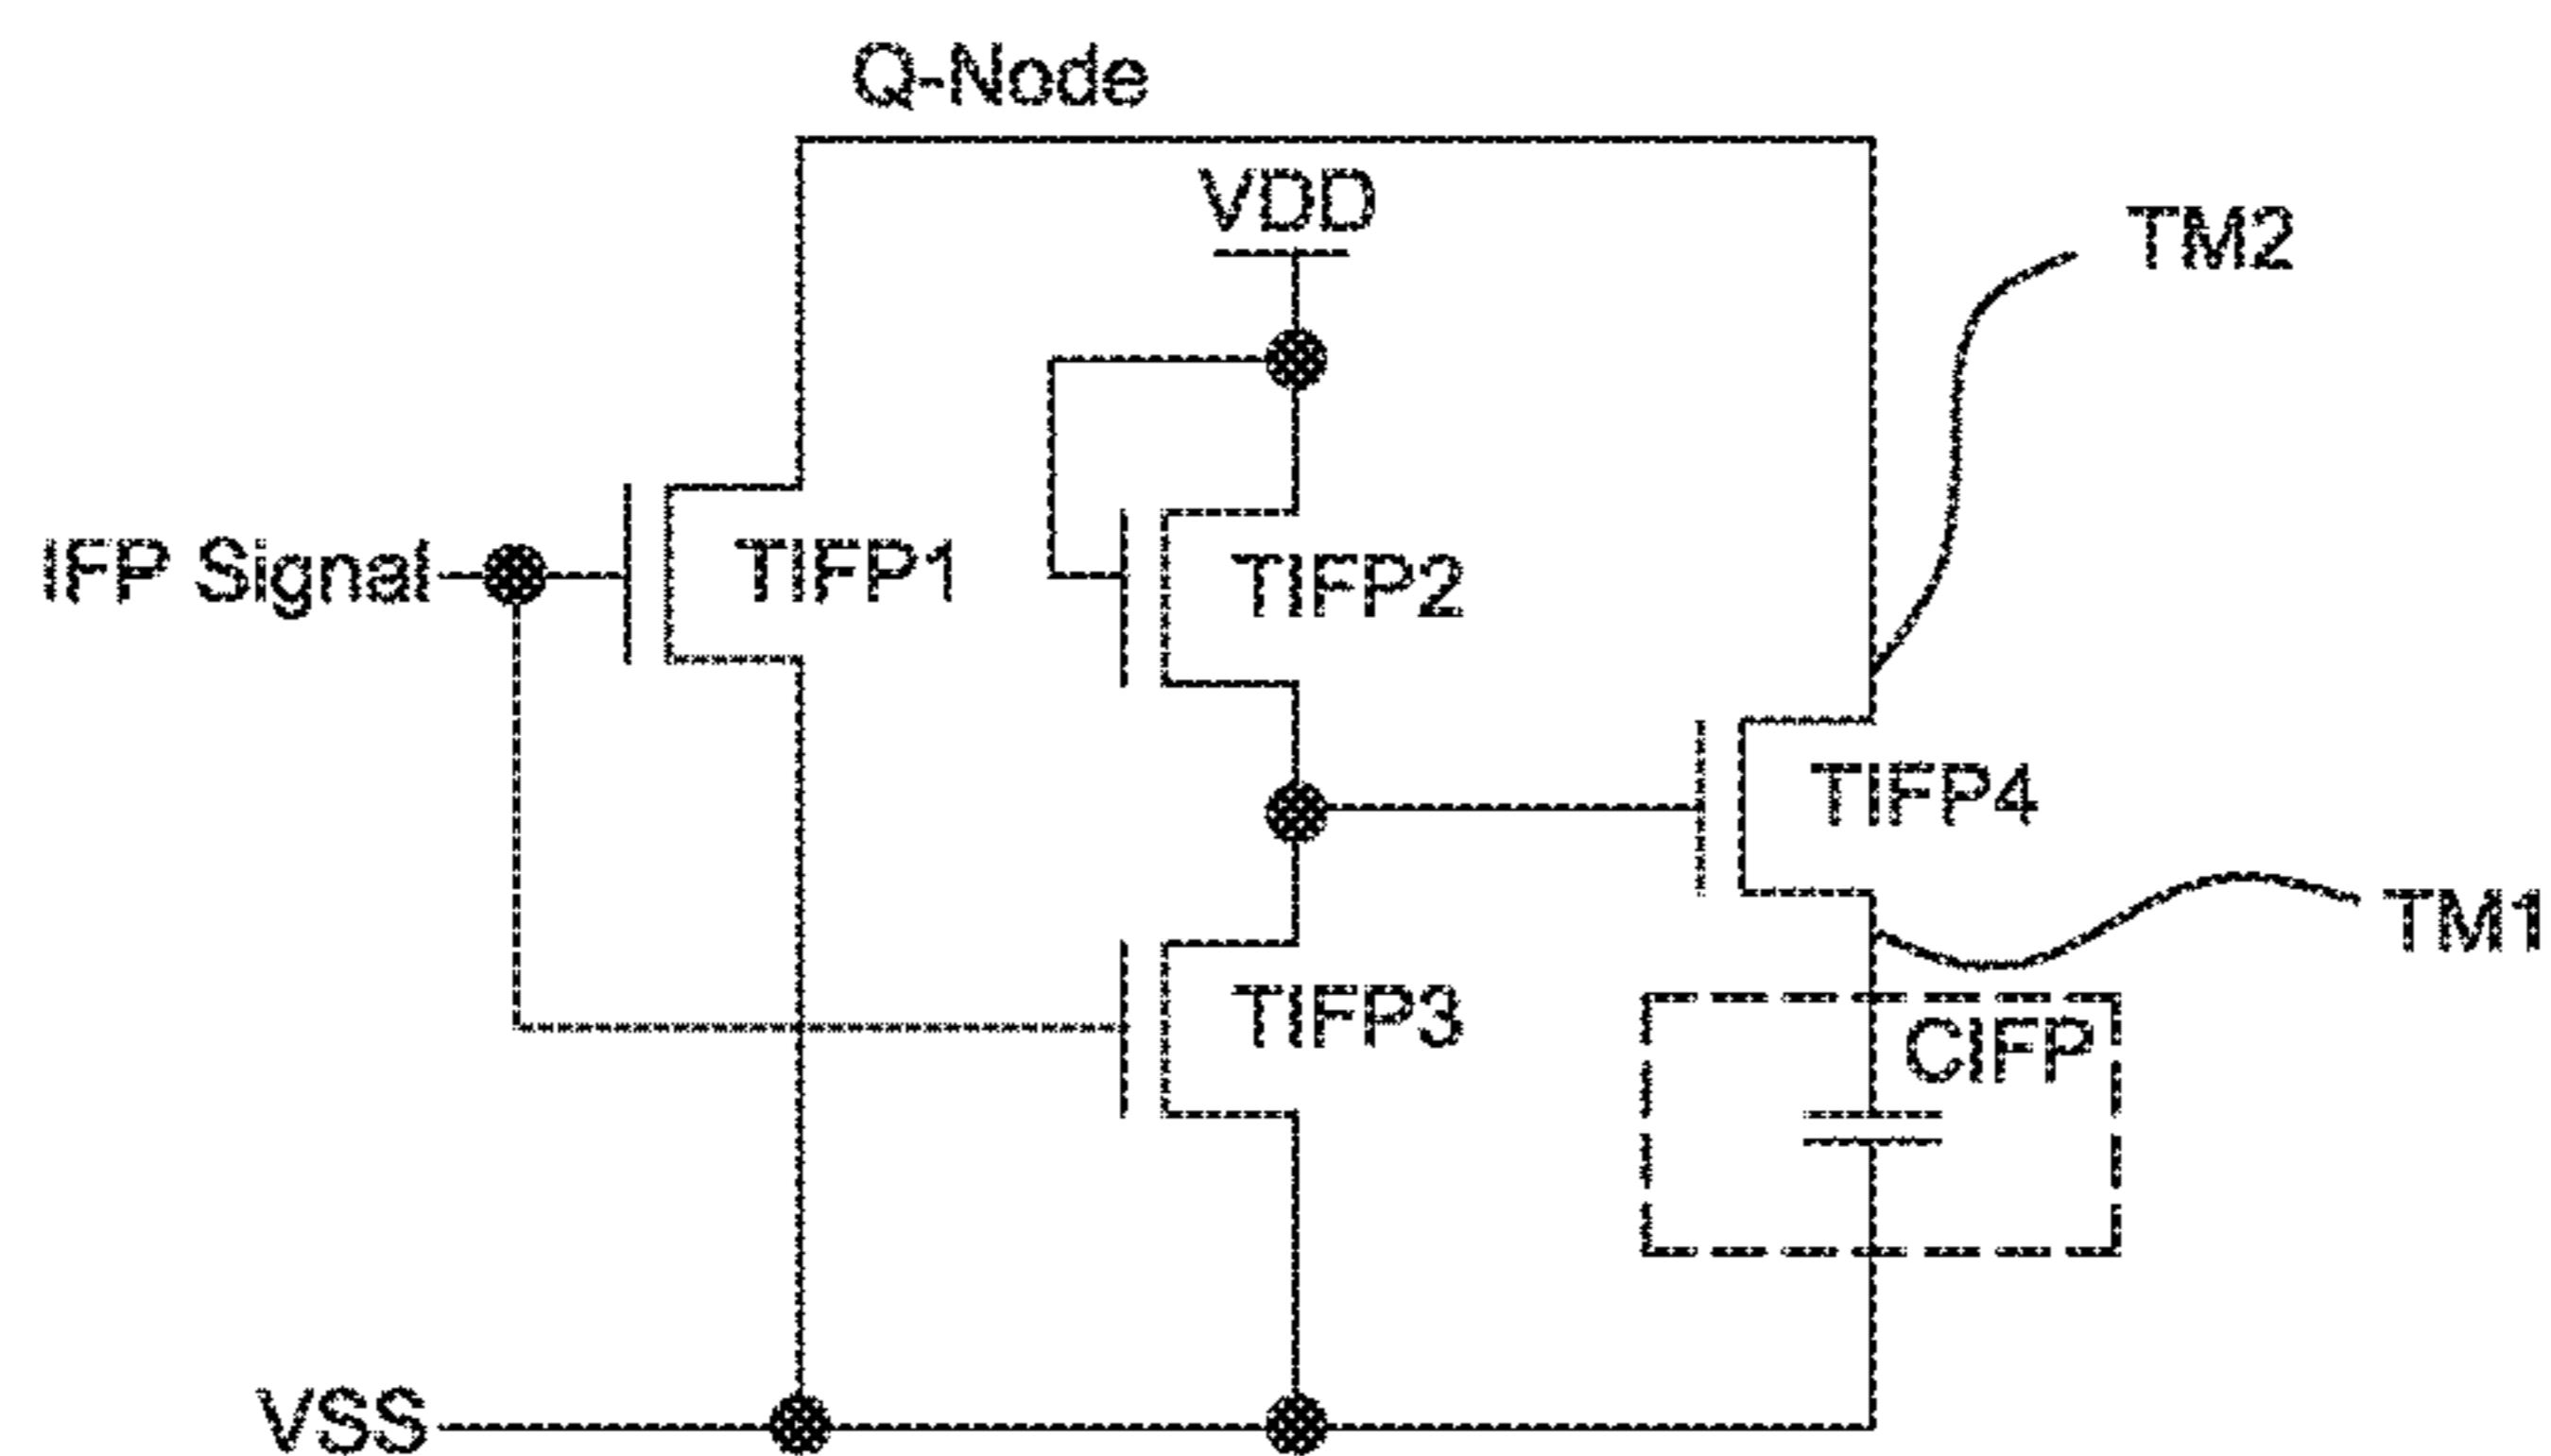 Q-Node
VDD
TM2
IFP Signal
TIFP1
TIFP2
TIFP4
TM1
TIFP3
CIFP
VSS